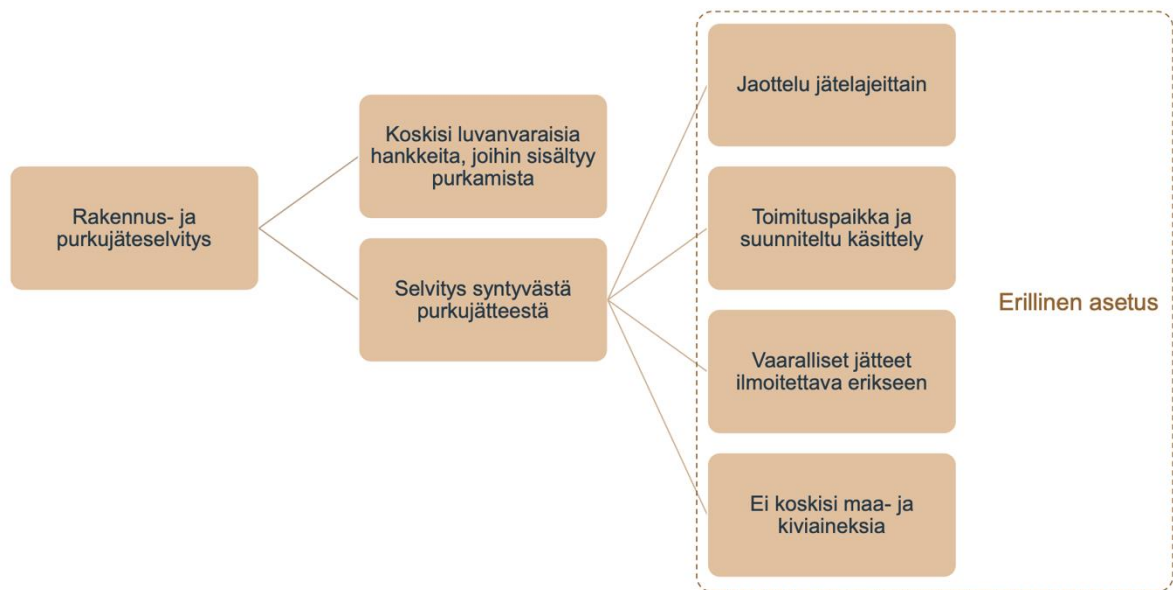 Rakennus- ja
purkujäteselvitys
Koskisi luvanvaraisia
hankkeita, joihin sisältyy
purkamista
Selvitys syntyvästä
purkujätteestä
Jaottelu jätelajeittain
Toimituspaikka ja
suunniteltu käsittely
Vaaralliset jätteet
ilmoitettava erikseen
Ei koskisi maa- ja
kiviaineksia
Erillinen asetus